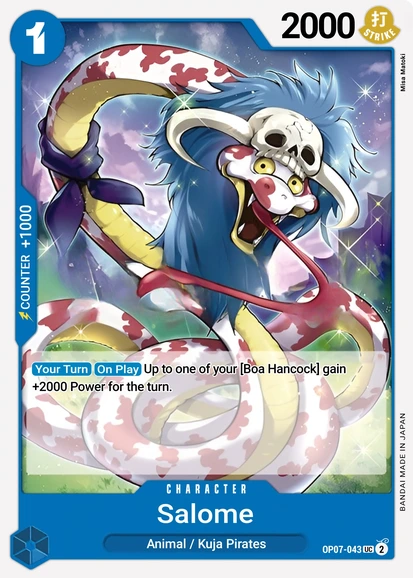 1
2000
打
STRIKE
Misa Matoki
COUNTER +1000
Your Turn On Play Up to one of your [Boa Hancock] gain
+2000 Power for the turn.
BANDAI MADE IN JAPAN
CHARACTER
Salome
Animal / Kuja Pirates
OP07-043 UC 2